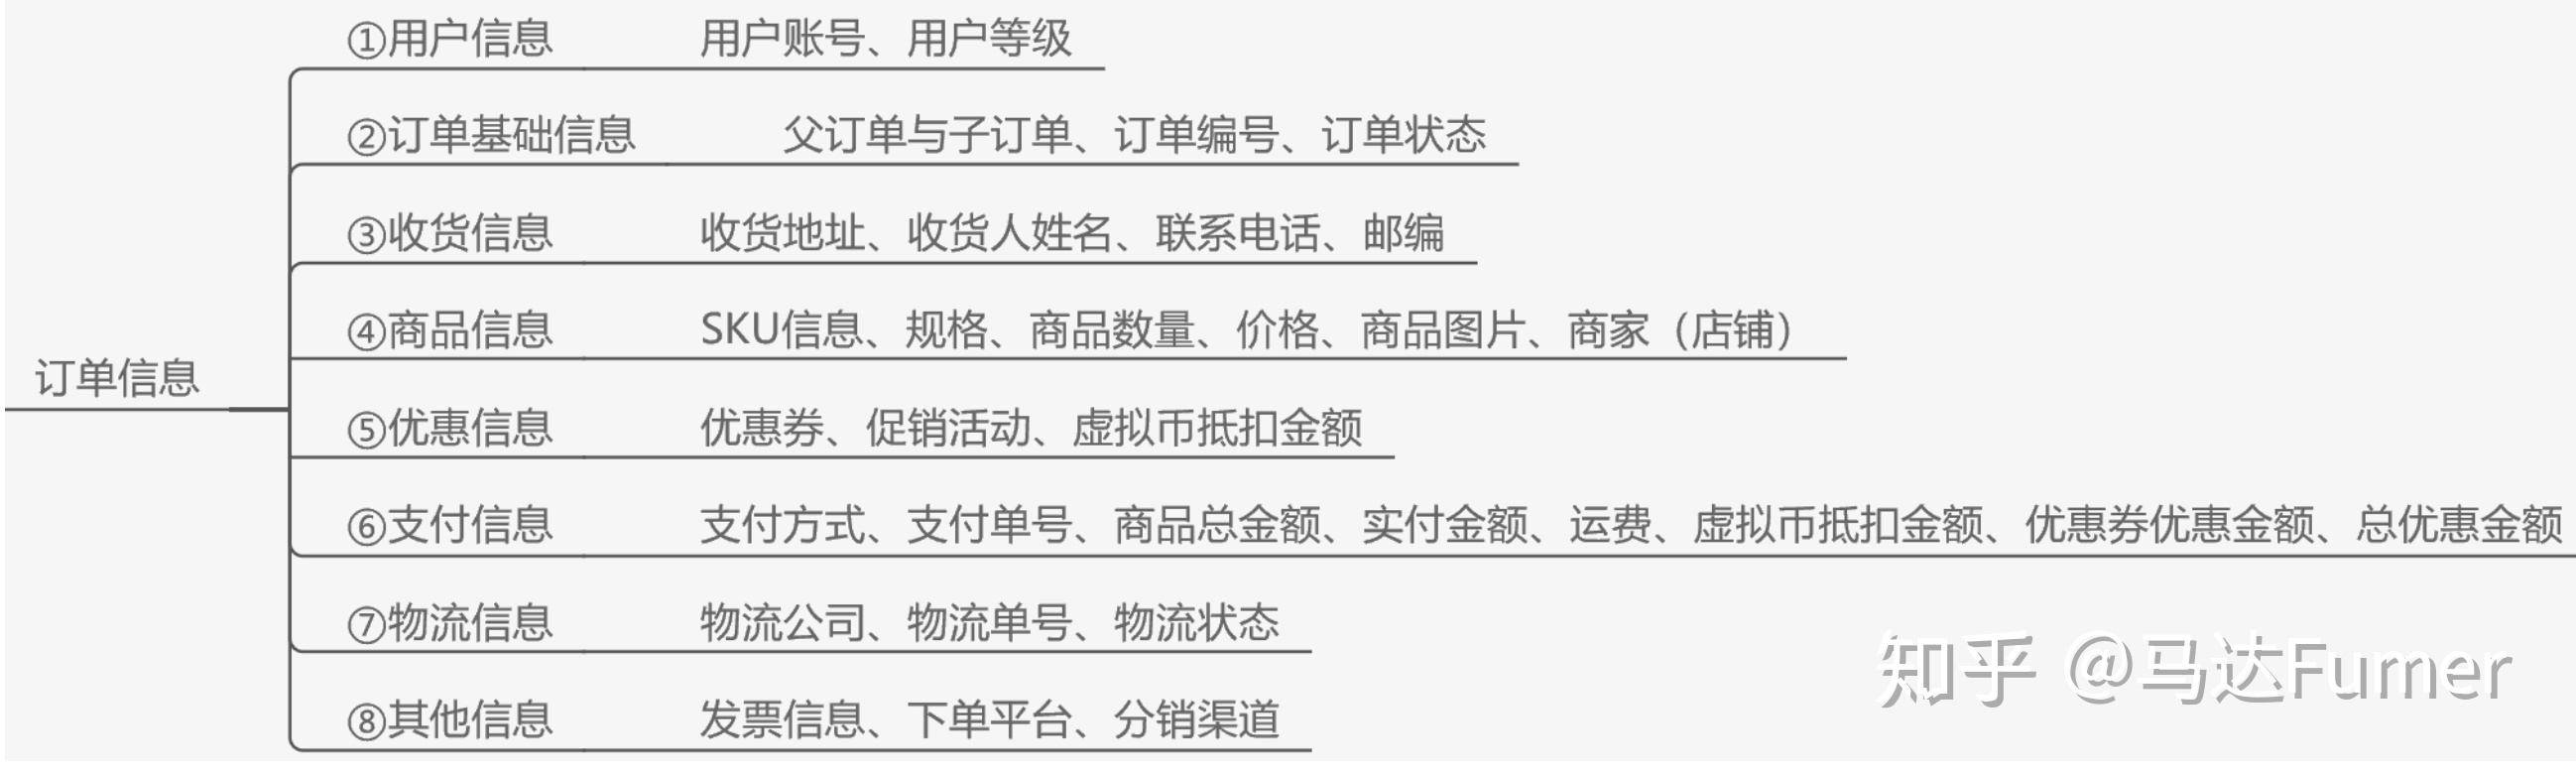 ①用户信息 用户账号、用户等级
②订单基础信息 父订单与子订单、订单编号、订单状态
③收货信息 收货地址、收货人姓名、联系电话、邮编
④商品信息 SKU信息、规格、商品数量、价格、商品图片、商家（店铺）
订单信息
⑤优惠信息 优惠券、促销活动、虚拟币抵扣金额
⑥支付信息 支付方式、支付单号、商品总金额、实付金额、运费、虚拟币抵扣金额、优惠券优惠金额、总优惠金额
⑦物流信息 物流公司、物流单号、物流状态
⑧其他信息 发票信息、下单平台、分销渠道
知乎 @马达Fumer